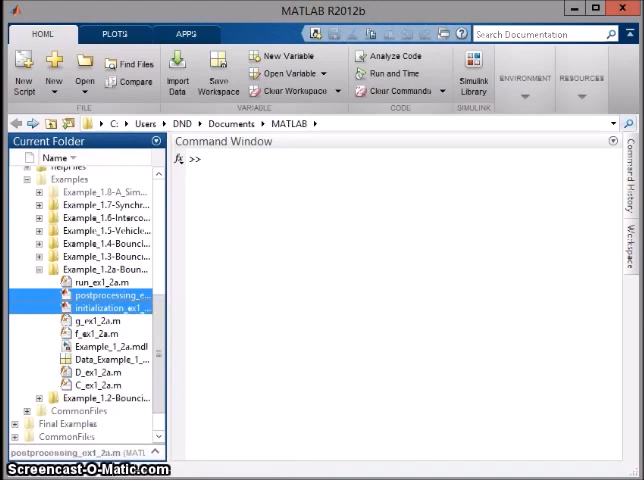 MATLAB R2012b
HOME PLOTS APPS Search Documentation
New Script New Open Find Files Compare Import Data Save Workspace New Variable Open Variable Clear Workspace Analyze Code Run and Time Clear Commands Simulink Library ENVIRONMENT RESOURCES
FILE VARIABLE CODE SIMULINK
C: Users DND Documents MATLAB
Current Folder
Name
Examples
Example_1.8-A_Sim...
Example_1.7-Synchr...
Example_1.6-Interco...
Example_1.5-Vehicle...
Example_1.4-Bounci...
Example_1.3-Bounci...
Example_1.2a-Boun...
run_ex1_2a.m
postprocessing_e...
initialization_ex1_...
g_ex1_2a.m
f_ex1_2a.m
Example_1_2a.mdl
Data_Example_1_...
D_ex1_2a.m
C_ex1_2a.m
Example_1.2-Bounci...
CommonFiles
Final Examples
CommonFiles
postprocessing_ex1_2a.m (MATL
Command Window
fx >>
Command History
Workspace
Screencast-O-Matic.com